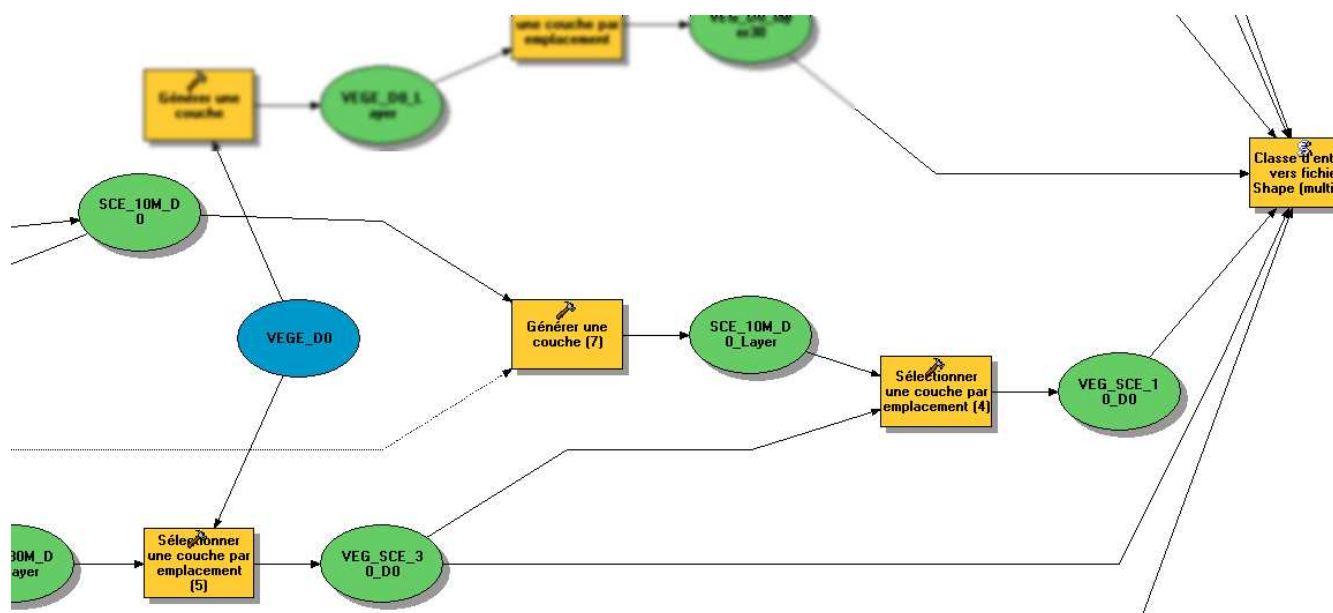 une couche par
emplacement
Générer une
couche
VEGE_D0_L
ayer
SCE_10M_D
0
Classe d'ent
vers fichie
Shape (multi
VEGE_D0
Générer une
couche (7)
SCE_10M_D
0_Layer
Sélectionner
une couche par
emplacement (4)
VEG_SCE_1
0_D0
Sélectionner
une couche par
emplacement
(5)
VEG_SCE_3
0_D0
30M_D
ayer